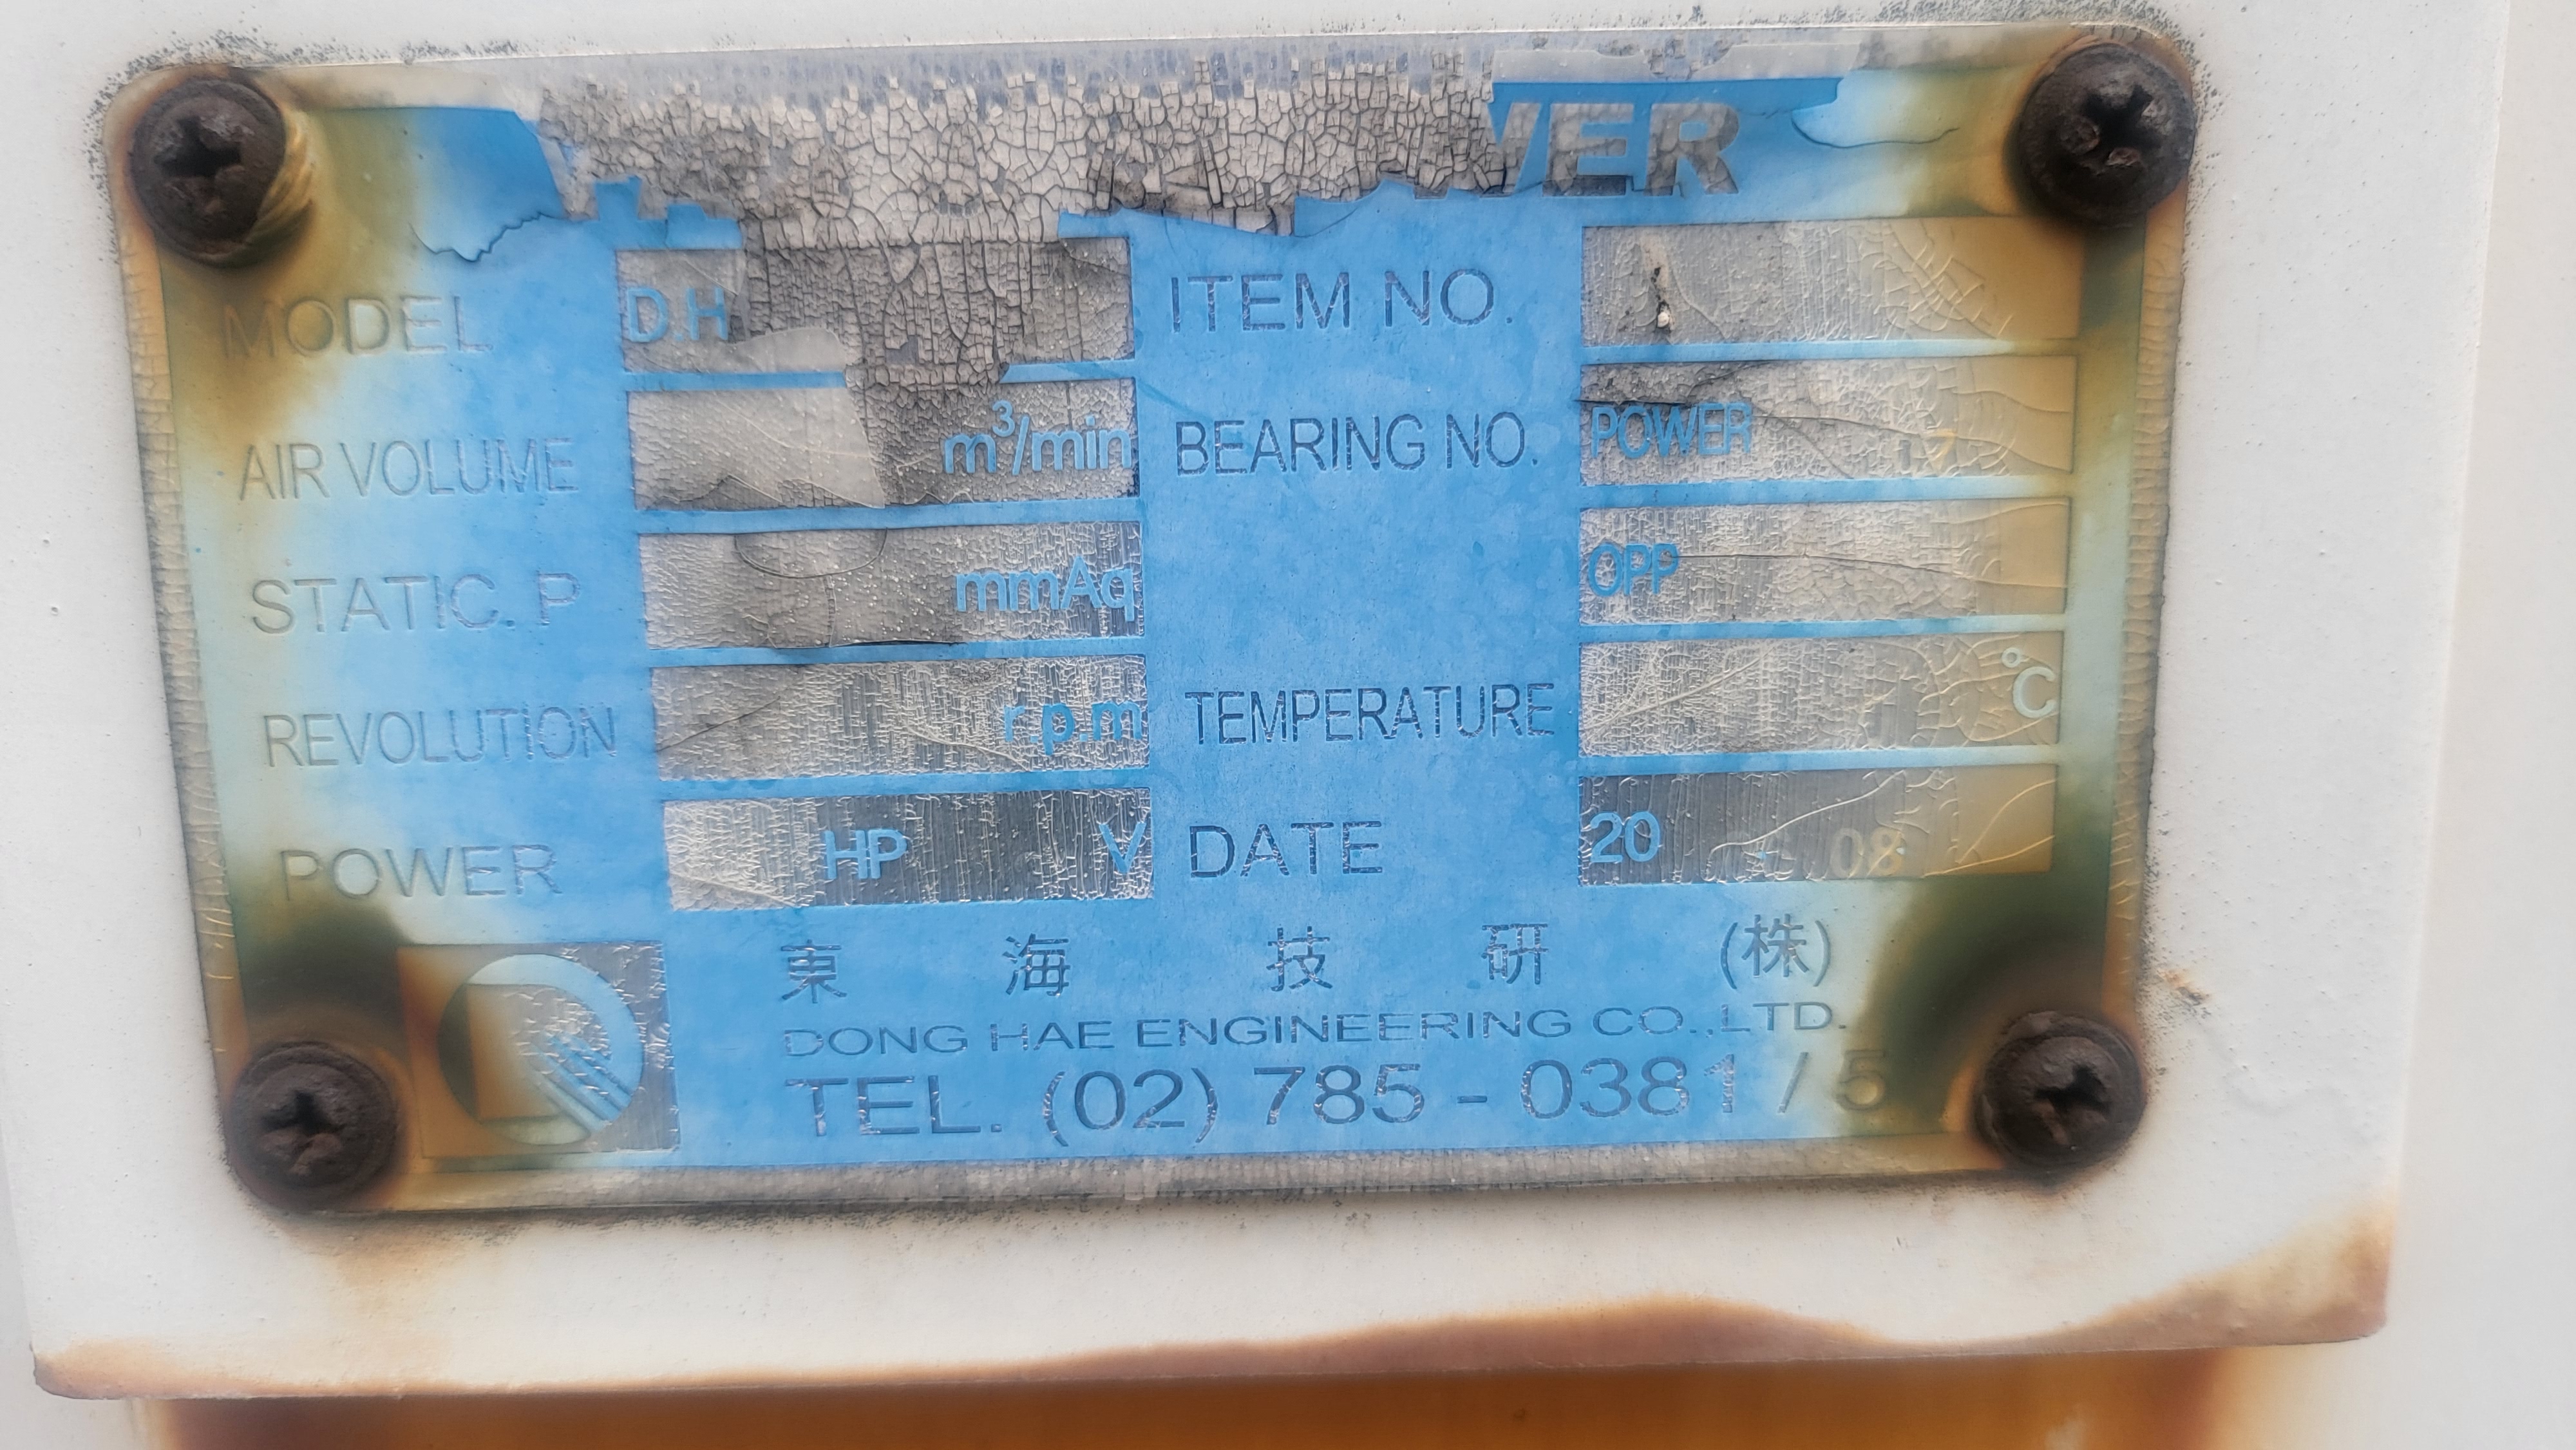 MODEL D.H ITEM NO.
AIR VOLUME m³/min BEARING NO. POWER
STATIC. P mmAq OPP
REVOLUTION r.p.m TEMPERATURE °C
POWER HP V DATE 20 . 08
東海技研(株)
DONG HAE ENGINEERING CO.,LTD.
TEL. (02) 785 - 0381 / 5